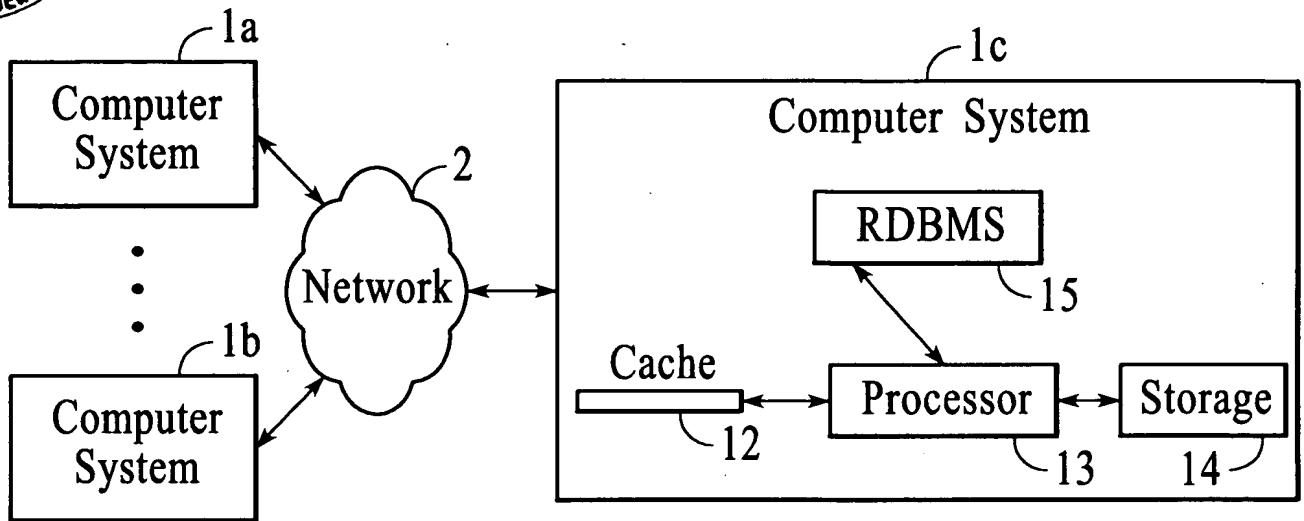 1a
Computer
System
2
Network
1b
Computer
System
1c
Computer System
RDBMS
15
Cache
12
Processor
13
Storage
14